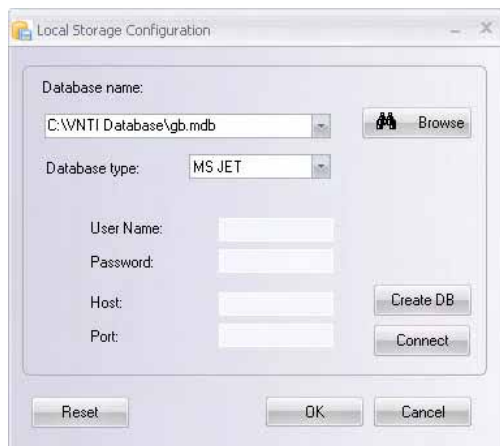 Local Storage Configuration
Database name:
C:\VNTI Database\gb.mdb
Browse
Database type:
MS JET
User Name:
Password:
Host:
Create DB
Port:
Connect
Reset
OK
Cancel